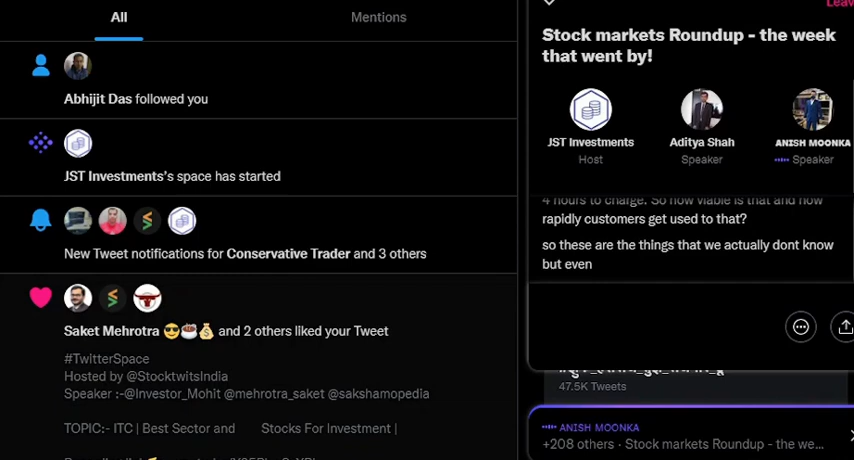 All
Mentions
Abhijit Das followed you
JST Investments's space has started
New Tweet notifications for Conservative Trader and 3 others
Saket Mehrotra 😎☕💰 and 2 others liked your Tweet
#TwitterSpace
Hosted by @StocktwitsIndia
Speaker :-@Investor_Mohit @mehrotra_saket @sakshamopedia
TOPIC:- ITC | Best Sector and Stocks For Investment |
Leav
Stock markets Roundup - the week
that went by!
JST Investments
Host
Aditya Shah
Speaker
ANISH MOONKA
Speaker
4 hours to charge. So how viable is that and how
rapidly customers get used to that?
so these are the things that we actually dont know
but even
47.5K Tweets
ANISH MOONKA
+208 others · Stock markets Roundup - the we...